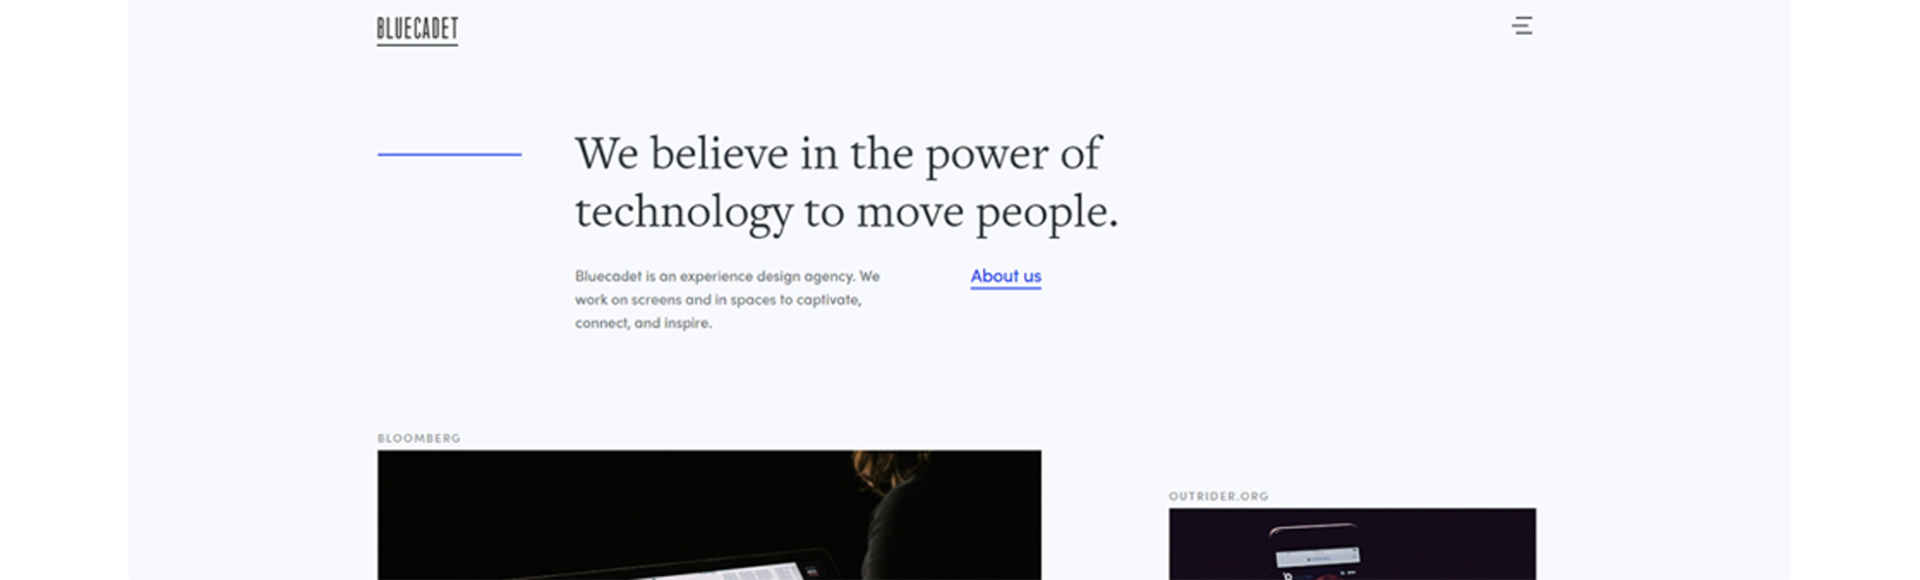 BLUECADET
We believe in the power of
technology to move people.
Bluecadet is an experience design agency. We
work on screens and in spaces to captivate,
connect, and inspire.
About us
BLOOMBERG
OUTRIDER.ORG